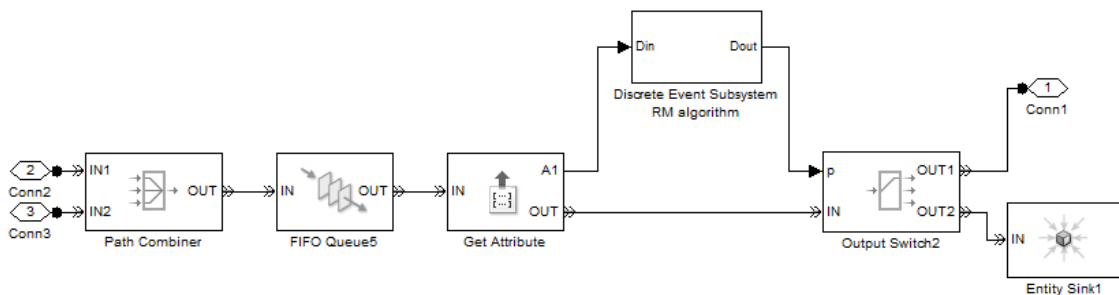 Din Dout
Discrete Event Subsystem
RM algorithm
1
Conn1
2
Conn2
3
Conn3
IN1
IN2
OUT
Path Combiner
IN OUT
FIFO Queue5
IN
A1
[:::]
OUT
Get Attribute
p
IN
OUT1
OUT2
Output Switch2
IN
Entity Sink1